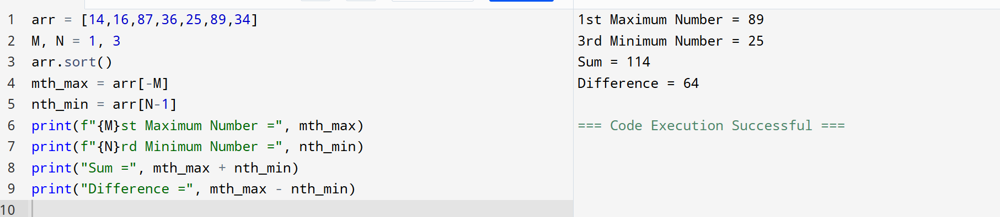 1 arr = [14,16,87,36,25,89,34]
2 M, N = 1, 3
3 arr.sort()
4 mth_max = arr[-M]
5 nth_min = arr[N-1]
6 print(f"{M}st Maximum Number =", mth_max)
7 print(f"{N}rd Minimum Number =", nth_min)
8 print("Sum =", mth_max + nth_min)
9 print("Difference =", mth_max - nth_min)
10
1st Maximum Number = 89
3rd Minimum Number = 25
Sum = 114
Difference = 64
=== Code Execution Successful ===